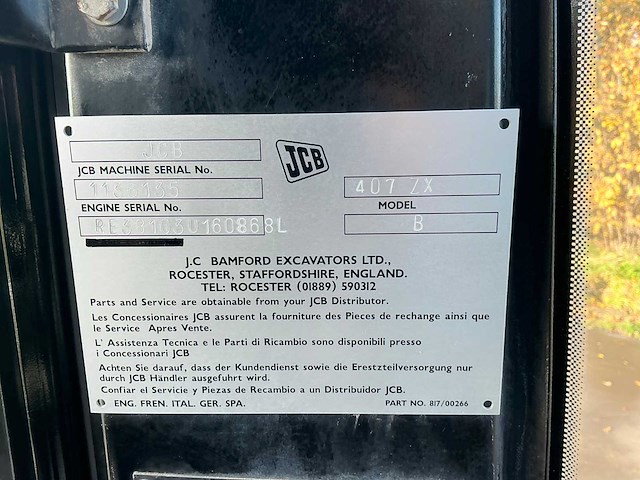 JCB
JCB
JCB MACHINE SERIAL No.
407 ZX
ENGINE SERIAL No.
MODEL
B
J.C BAMFORD EXCAVATORS LTD.,
ROCESTER, STAFFORDSHIRE, ENGLAND.
TEL: ROCESTER (01889) 590312
Parts and Service are obtainable from your JCB Distributor.
Les Concessionaires JCB assurent la fourniture des Pieces de rechange ainsi que
le Service Apres Vente.
L' Assistenza Tecnica e le Parti di Ricambio sono disponibili presso
i Concessionari JCB
Achten Sie darauf, dass der Kundendienst sowie die Erestzteilversorgung nur
durch JCB Händler ausgefuhrt wird.
Confiar el Servicio y Piezas de Recambio a un Distribuidor JCB.
ENG. FREN. ITAL. GER. SPA.
PART NO. 817/00266